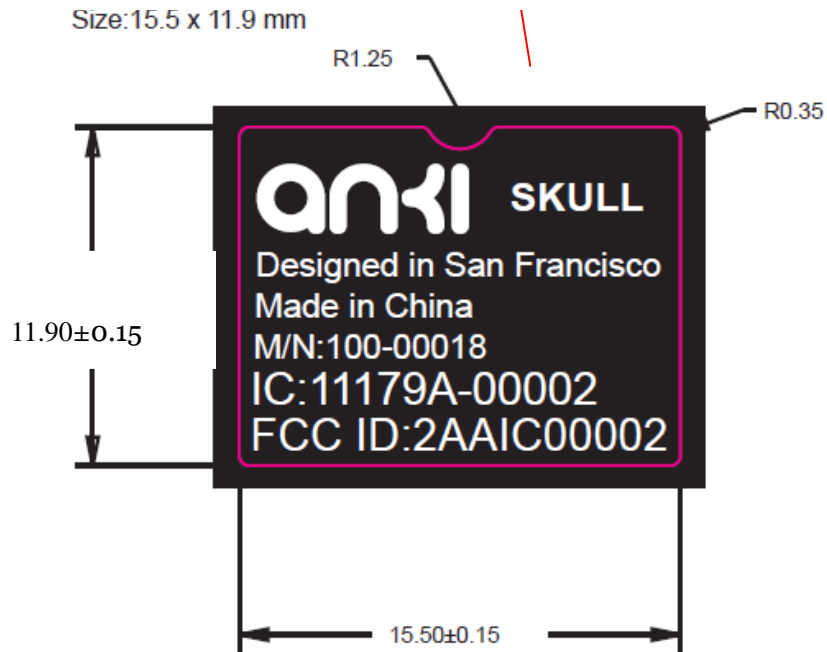 Size:15.5 x 11.9 mm
R1.25
R0.35
anki SKULL
Designed in San Francisco
Made in China
M/N:100-00018
IC:11179A-00002
FCC ID:2AAIC00002
11.90±0.15
15.50±0.15